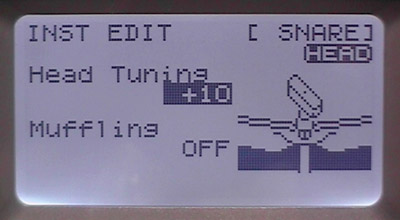 INST EDIT [ SNARE]
HEAD
Head Tuning
+10
Muffling
OFF